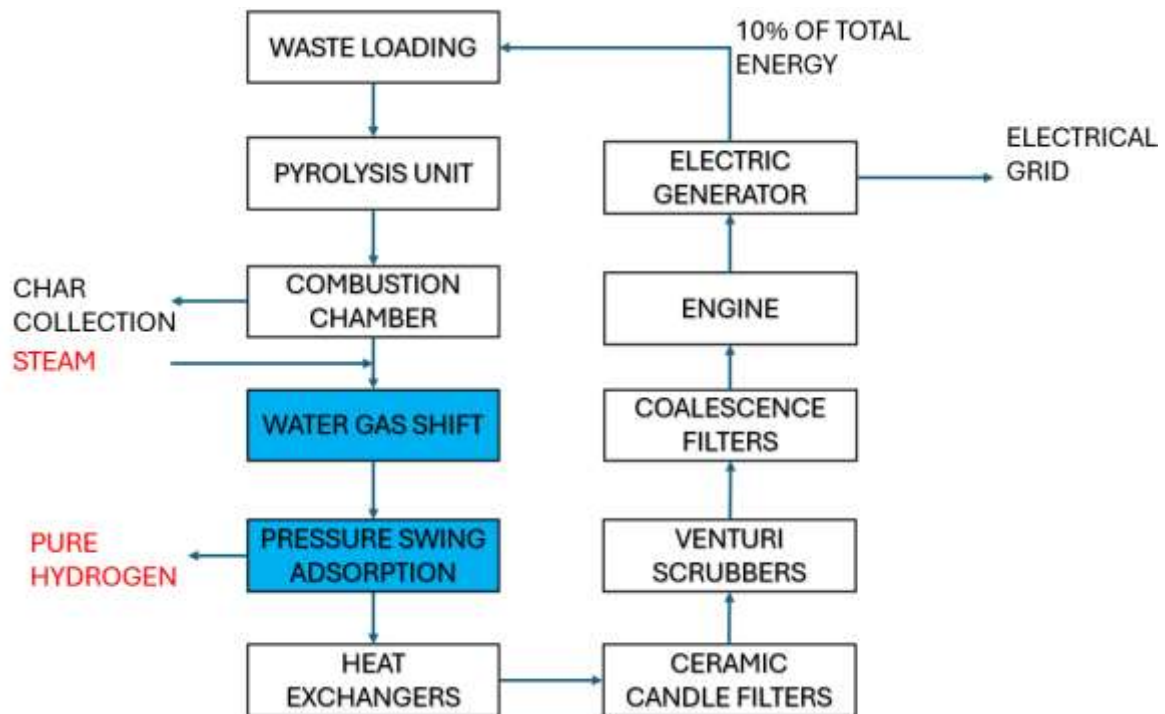 WASTE LOADING
10% OF TOTAL
ENERGY
PYROLYSIS UNIT
ELECTRIC
GENERATOR
ELECTRICAL
GRID
CHAR
COLLECTION
COMBUSTION
CHAMBER
ENGINE
STEAM
WATER GAS SHIFT
COALESCENCE
FILTERS
PURE
HYDROGEN
PRESSURE SWING
ADSORPTION
VENTURI
SCRUBBERS
HEAT
EXCHANGERS
CERAMIC
CANDLE FILTERS